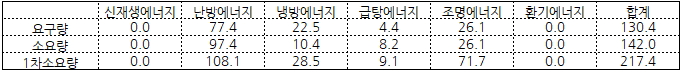 신재생에너지 난방에너지 냉방에너지 급탕에너지 조명에너지 환기에너지 합계
요구량 0.0 77.4 22.5 4.4 26.1 0.0 130.4
소요량 0.0 97.4 10.4 8.2 26.1 0.0 142.0
1차소요량 0.0 108.1 28.5 9.1 71.7 0.0 217.4